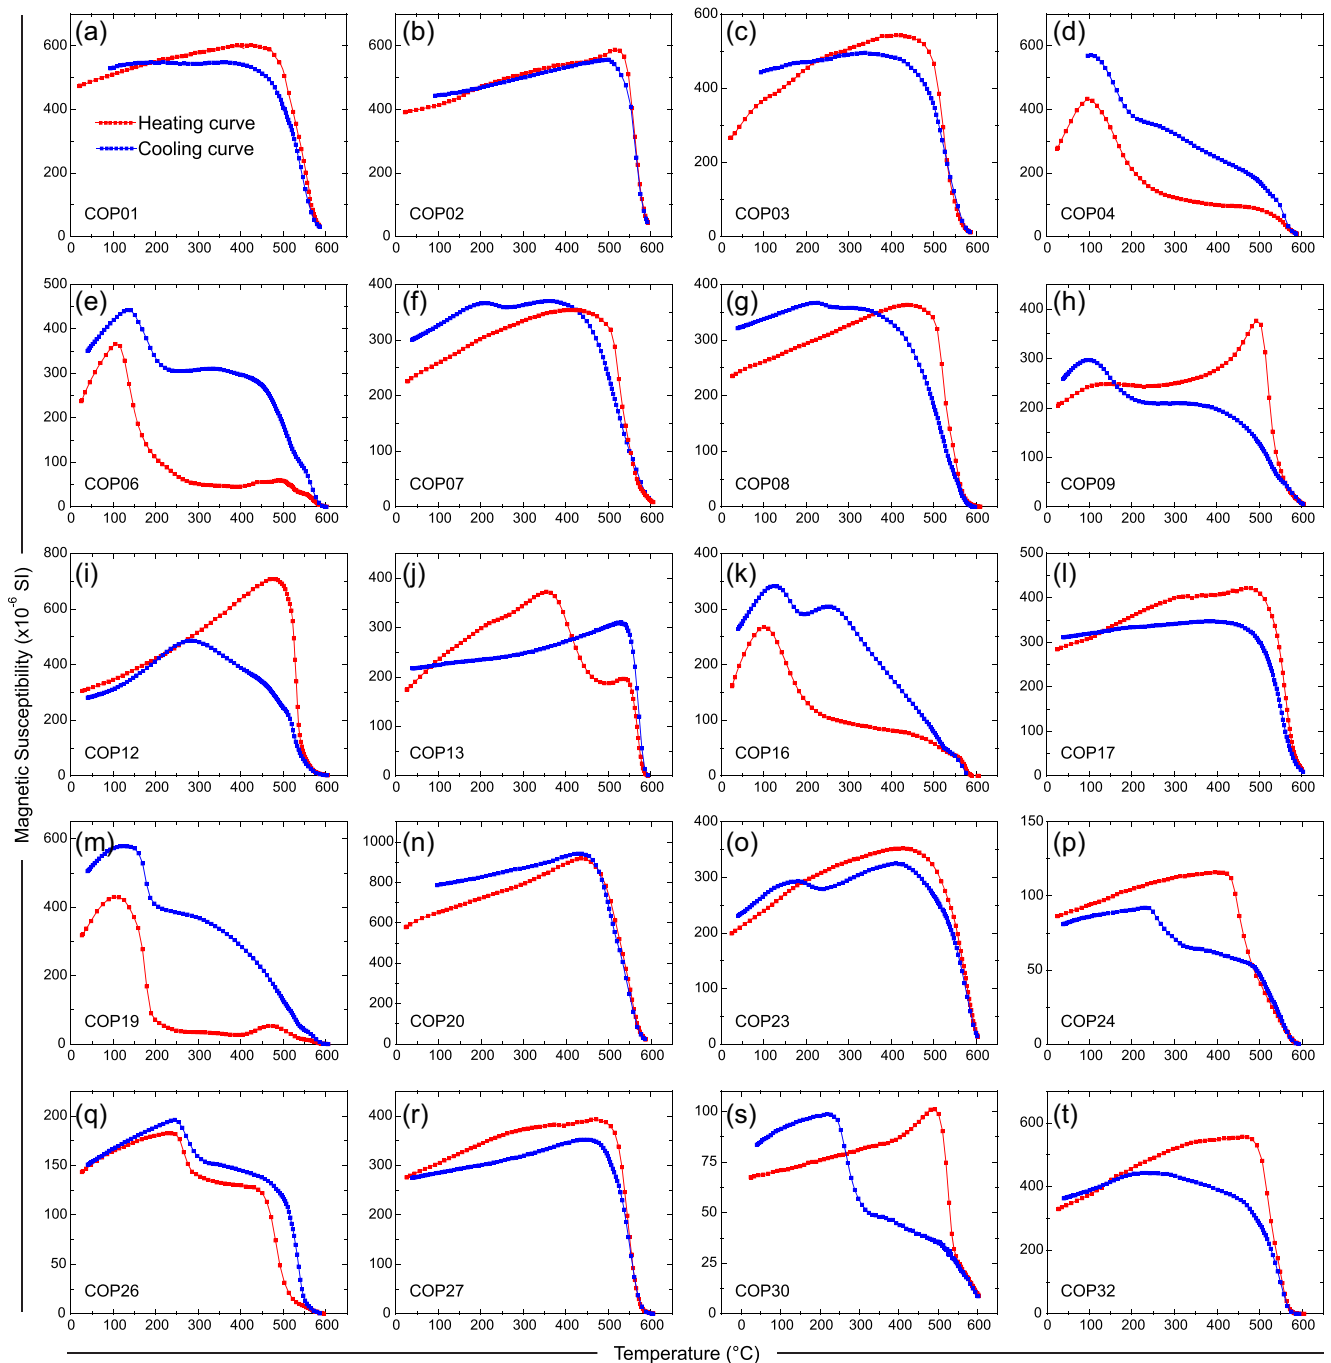 (a)
600
400
200
0
Heating curve
Cooling curve
COP01
0 100 200 300 400 500 600
(b)
600
400
200
0
COP02
0 100 200 300 400 500 600
(c)
600
400
200
0
COP03
0 100 200 300 400 500 600
(d)
600
400
200
0
COP04
0 100 200 300 400 500 600
(e)
500
400
300
200
100
0
COP06
0 100 200 300 400 500 600
(f)
400
300
200
100
0
COP07
0 100 200 300 400 500 600
(g)
400
300
200
100
0
COP08
0 100 200 300 400 500 600
(h)
400
300
200
100
0
COP09
0 100 200 300 400 500 600
(i)
800
600
400
200
0
COP12
0 100 200 300 400 500 600
(j)
400
300
200
100
0
COP13
0 100 200 300 400 500 600
(k)
400
300
200
100
0
COP16
0 100 200 300 400 500 600
(l)
500
400
300
200
100
0
COP17
0 100 200 300 400 500 600
(m)
600
400
200
0
COP19
0 100 200 300 400 500 600
(n)
1000
800
600
400
200
0
COP20
0 100 200 300 400 500 600
(o)
400
300
200
100
0
COP23
0 100 200 300 400 500 600
(p)
150
100
50
0
COP24
0 100 200 300 400 500 600
(q)
200
150
100
50
0
COP26
0 100 200 300 400 500 600
(r)
400
300
200
100
0
COP27
0 100 200 300 400 500 600
(s)
100
75
50
25
0
COP30
0 100 200 300 400 500 600
(t)
600
400
200
0
COP32
0 100 200 300 400 500 600
Magnetic Susceptibility (x10⁻⁶ SI)
Temperature (°C)